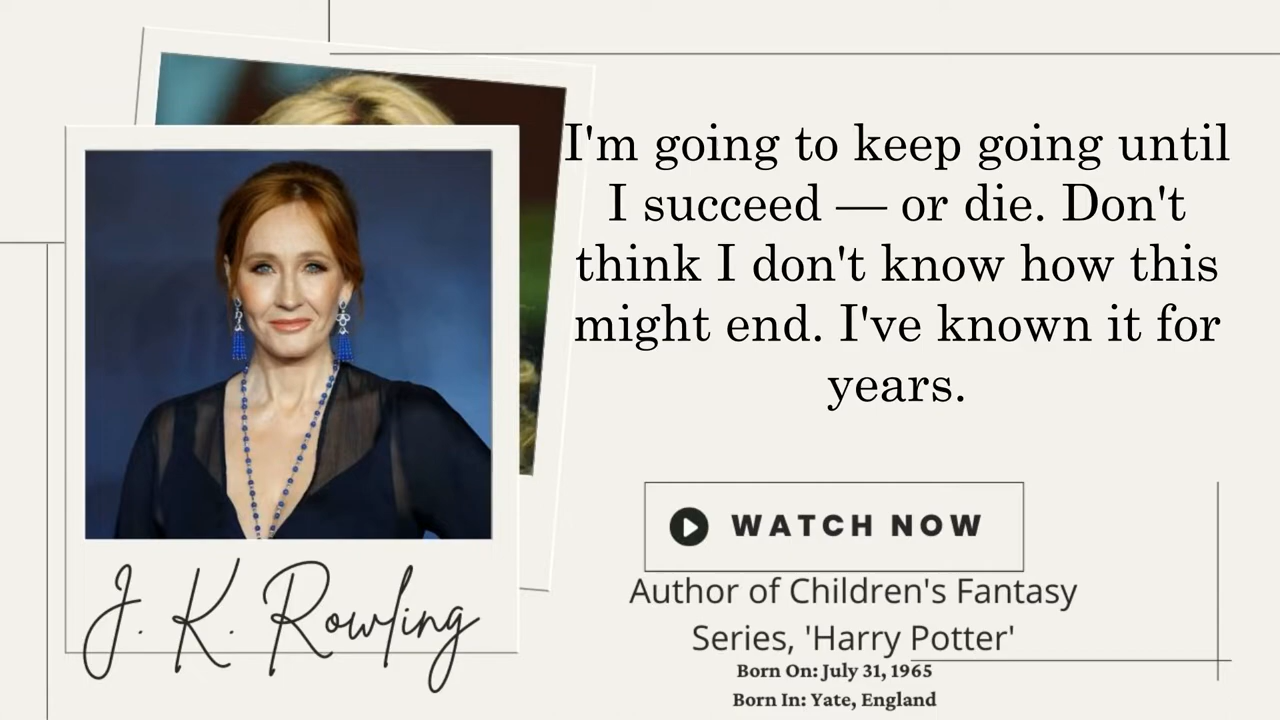 I'm going to keep going until
I succeed — or die. Don't
think I don't know how this
might end. I've known it for
years.
WATCH NOW
Author of Children's Fantasy
Series, 'Harry Potter'
Born On: July 31, 1965
Born In: Yate, England
J. K. Rowling